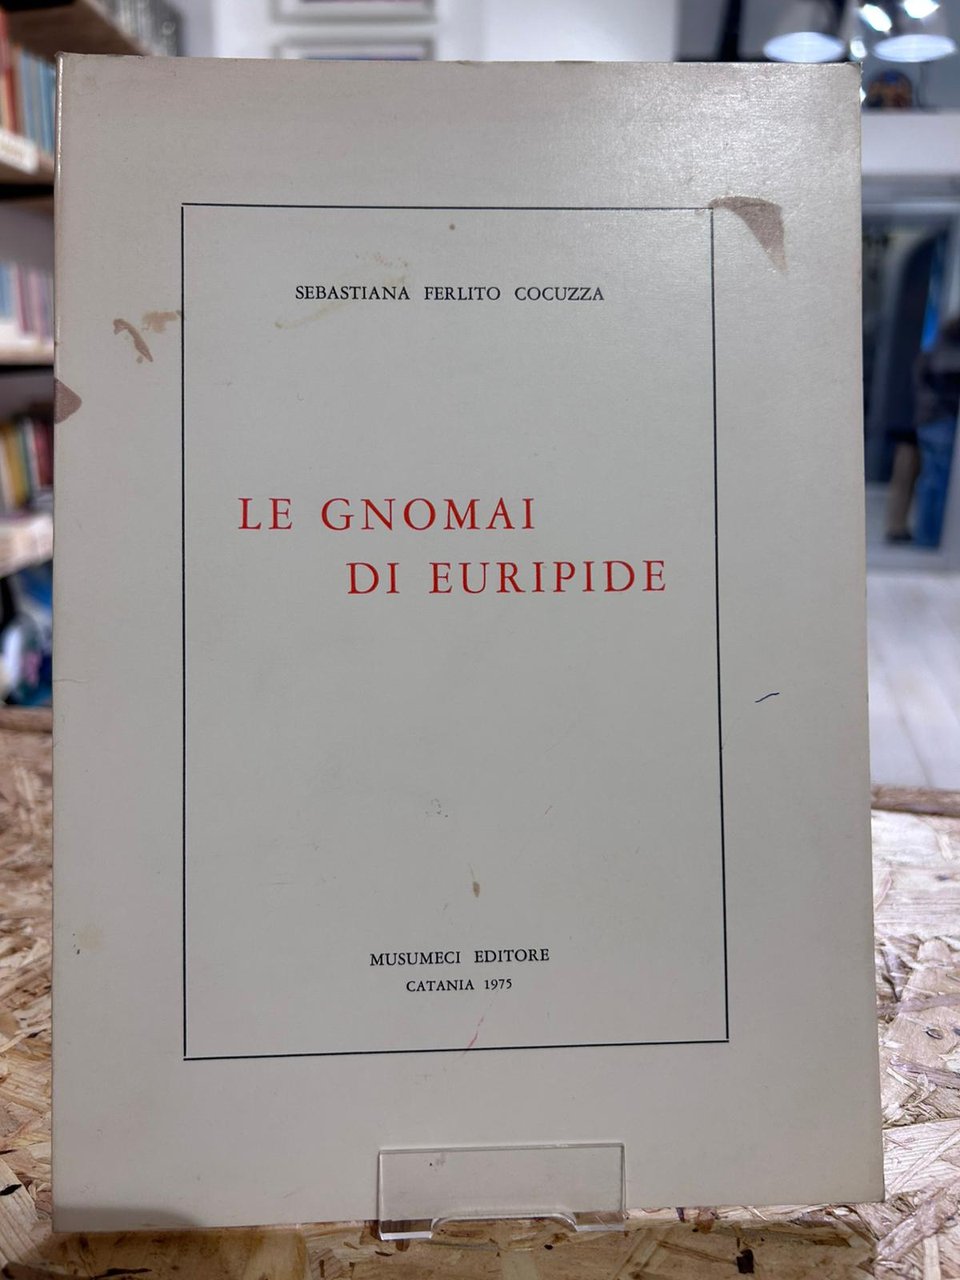 SEBASTIANA FERLITO COCUZZA
LE GNOMAI
DI EURIPIDE
MUSUMECI EDITORE
CATANIA 1975